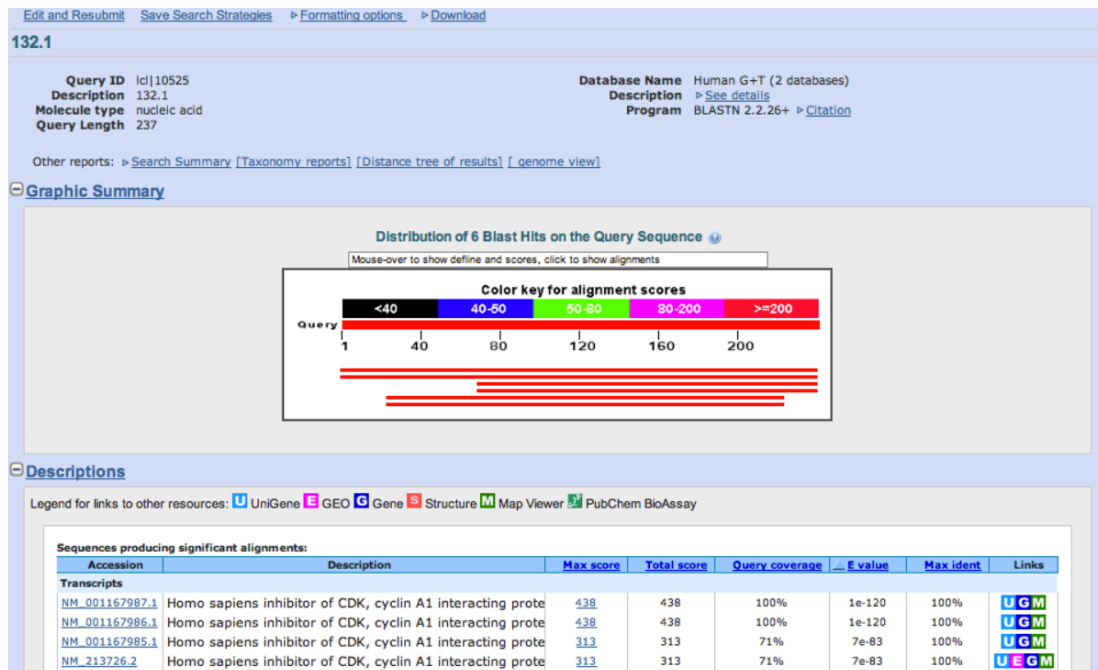 Edit and Resubmit Save Search Strategies Formatting options Download
132.1
Query ID lcl|10525
Description 132.1
Molecule type nucleic acid
Query Length 237
Database Name Human G+T (2 databases)
Description See details
Program BLASTN 2.2.26+ Citation
Other reports: Search Summary [Taxonomy reports] [Distance tree of results] [ genome view]
Graphic Summary
Distribution of 6 Blast Hits on the Query Sequence
Mouse-over to show defline and scores, click to show alignments
Color key for alignment scores
<40 40-50 50-80 80-200 >=200
Query
1 40 80 120 160 200
Descriptions
Legend for links to other resources: U UniGene E GEO G Gene S Structure M Map Viewer PubChem BioAssay
Sequences producing significant alignments:
Accession Description Max score Total score Query coverage E value Max ident Links
Transcripts
NM_001167987.1 Homo sapiens inhibitor of CDK, cyclin A1 interacting prote 438 438 100% 1e-120 100% U G M
NM_001167986.1 Homo sapiens inhibitor of CDK, cyclin A1 interacting prote 438 438 100% 1e-120 100% U G M
NM_001167985.1 Homo sapiens inhibitor of CDK, cyclin A1 interacting prote 313 313 71% 7e-83 100% U G M
NM_213726.2 Homo sapiens inhibitor of CDK, cyclin A1 interacting prote 313 313 71% 7e-83 100% U E G M